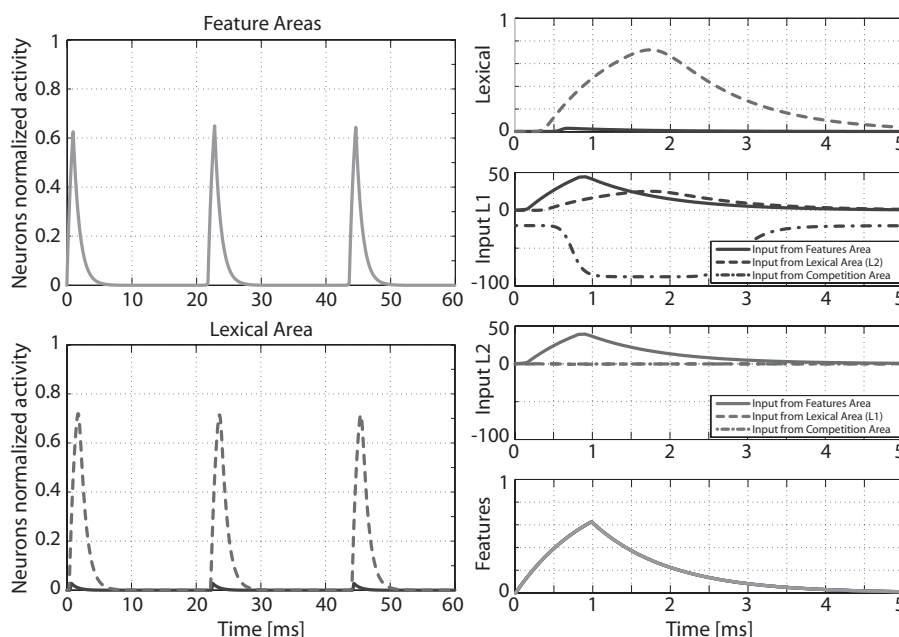 Feature Areas
Neurons normalized activity
1
0.8
0.6
0.4
0.2
0
0 10 20 30 40 50 60
Lexical Area
Neurons normalized activity
1
0.8
0.6
0.4
0.2
0
0 10 20 30 40 50 60
Time [ms]
Lexical
1
0
0 1 2 3 4 5
Input L1
50
0
-100
Input from Features Area
Input from Lexical Area (L2)
Input from Competition Area
0 1 2 3 4 5
Input L2
50
0
-100
Input from Features Area
Input from Lexical Area (L1)
Input from Competition Area
0 1 2 3 4 5
Features
1
0
0 1 2 3 4 5
Time [ms]